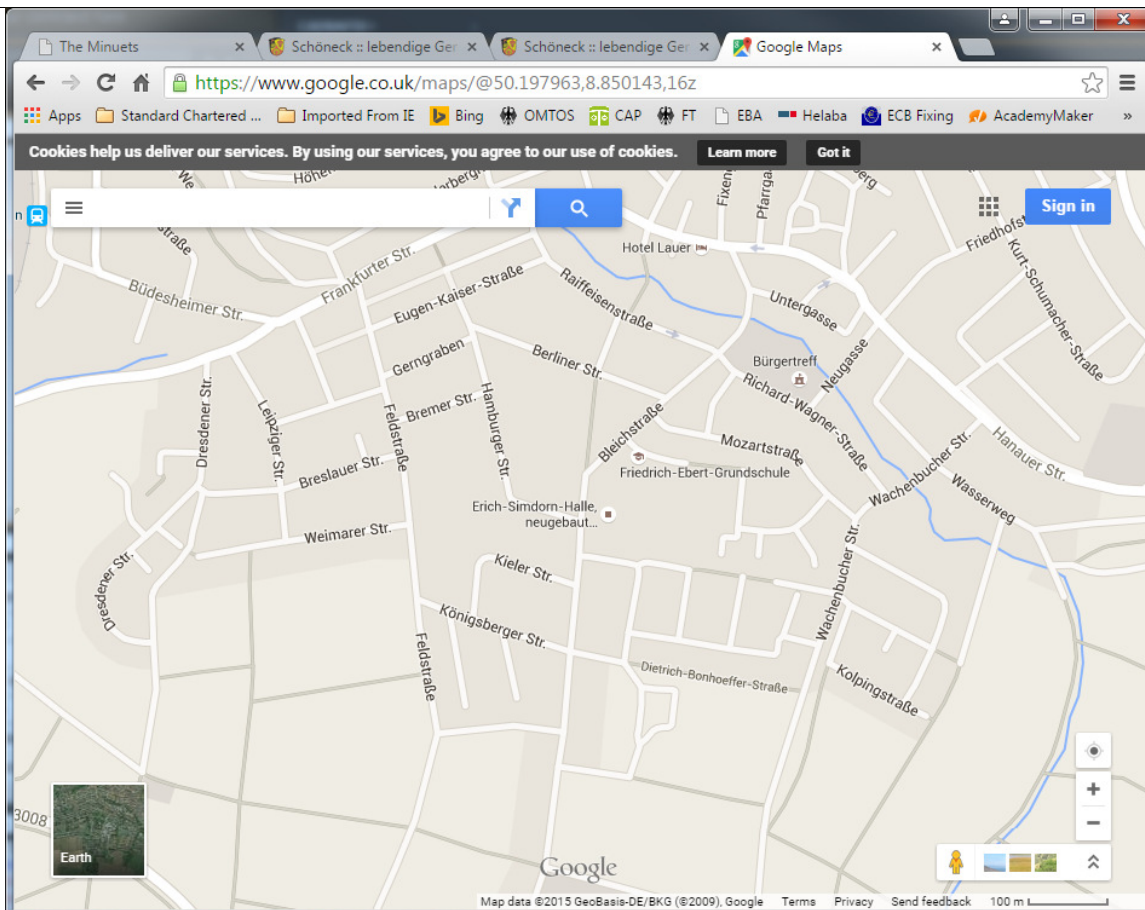 The Minuets
Schöneck :: lebendige Ger
Schöneck :: lebendige Ger
Google Maps
https://www.google.co.uk/maps/@50.197963,8.850143,16z
Apps
Standard Chartered ...
Imported From IE
Bing
OMTOS
CAP
FT
EBA
Helaba
ECB Fixing
AcademyMaker
»
Cookies help us deliver our services. By using our services, you agree to our use of cookies.
Learn more
Got it
Sign in
Hotel Lauer
Friedhofst
Kurt-Schumacher-Straße
Frankfurter Str.
Büdesheimer Str.
Eugen-Kaiser-Straße
Raiffeisenstraße
Untergasse
Gerngraben
Berliner Str.
Bürgertreff
Neugasse
Richard-Wagner-Straße
Dresdener Str.
Leipziger Str.
Feldstraße
Bremer Str.
Hamburger Str.
Bleichstraße
Mozartstraße
Hanauer Str.
Wachenbucher Str.
Wasserweg
Breslauer Str.
Friedrich-Ebert-Grundschule
Erich-Simdorn-Halle,
neugebaut...
Weimarer Str.
Kieler Str.
Wachenbucher Str.
Dresdener Str.
Königsberger Str.
Feldstraße
Dietrich-Bonhoeffer-Straße
Kolpingstraße
3008
Earth
Google
Map data ©2015 GeoBasis-DE/BKG (©2009), Google
Terms
Privacy
Send feedback
100 m